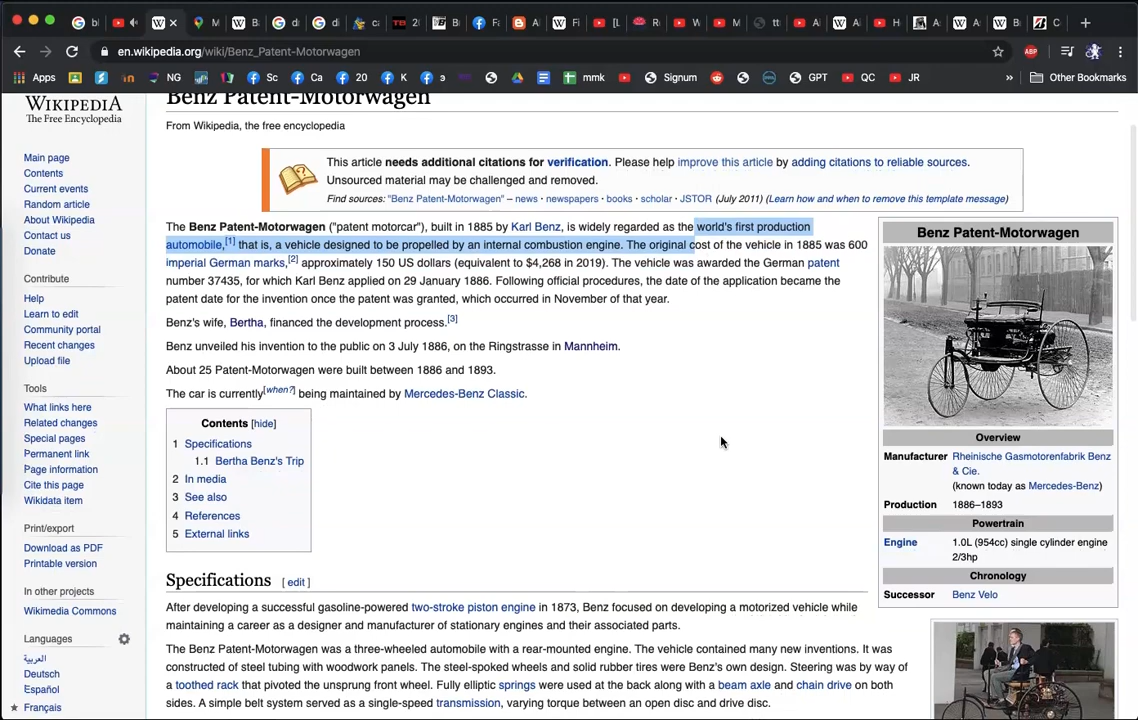 en.wikipedia.org/wiki/Benz_Patent-Motorwagen
Apps
in
NG
Sc
Ca
20
K
mmk
Signum
GPT
QC
JR
»
Other Bookmarks
WIKIPEDIA
The Free Encyclopedia
Main page
Contents
Current events
Random article
About Wikipedia
Contact us
Donate
Contribute
Help
Learn to edit
Community portal
Recent changes
Upload file
Tools
What links here
Related changes
Special pages
Permanent link
Page information
Cite this page
Wikidata item
Print/export
Download as PDF
Printable version
In other projects
Wikimedia Commons
Languages
العربية
Deutsch
Español
Français
Benz Patent-Motorwagen
From Wikipedia, the free encyclopedia
This article needs additional citations for verification. Please help improve this article by adding citations to reliable sources.
Unsourced material may be challenged and removed.
Find sources: "Benz Patent-Motorwagen" – news · newspapers · books · scholar · JSTOR (July 2011) (Learn how and when to remove this template message)
The Benz Patent-Motorwagen ("patent motorcar"), built in 1885 by Karl Benz, is widely regarded as the world's first production
automobile,[1] that is, a vehicle designed to be propelled by an internal combustion engine. The original cost of the vehicle in 1885 was 600
imperial German marks,[2] approximately 150 US dollars (equivalent to $4,268 in 2019). The vehicle was awarded the German patent
number 37435, for which Karl Benz applied on 29 January 1886. Following official procedures, the date of the application became the
patent date for the invention once the patent was granted, which occurred in November of that year.
Benz's wife, Bertha, financed the development process.[3]
Benz unveiled his invention to the public on 3 July 1886, on the Ringstrasse in Mannheim.
About 25 Patent-Motorwagen were built between 1886 and 1893.
The car is currently[when?] being maintained by Mercedes-Benz Classic.
Contents [hide]
1 Specifications
1.1 Bertha Benz's Trip
2 In media
3 See also
4 References
5 External links
Specifications [ edit ]
After developing a successful gasoline-powered two-stroke piston engine in 1873, Benz focused on developing a motorized vehicle while
maintaining a career as a designer and manufacturer of stationary engines and their associated parts.
The Benz Patent-Motorwagen was a three-wheeled automobile with a rear-mounted engine. The vehicle contained many new inventions. It was
constructed of steel tubing with woodwork panels. The steel-spoked wheels and solid rubber tires were Benz's own design. Steering was by way of
a toothed rack that pivoted the unsprung front wheel. Fully elliptic springs were used at the back along with a beam axle and chain drive on both
sides. A simple belt system served as a single-speed transmission, varying torque between an open disc and drive disc.
Benz Patent-Motorwagen
Overview
Manufacturer Rheinische Gasmotorenfabrik Benz
& Cie.
(known today as Mercedes-Benz)
Production 1886–1893
Powertrain
Engine 1.0L (954cc) single cylinder engine
2/3hp
Chronology
Successor Benz Velo